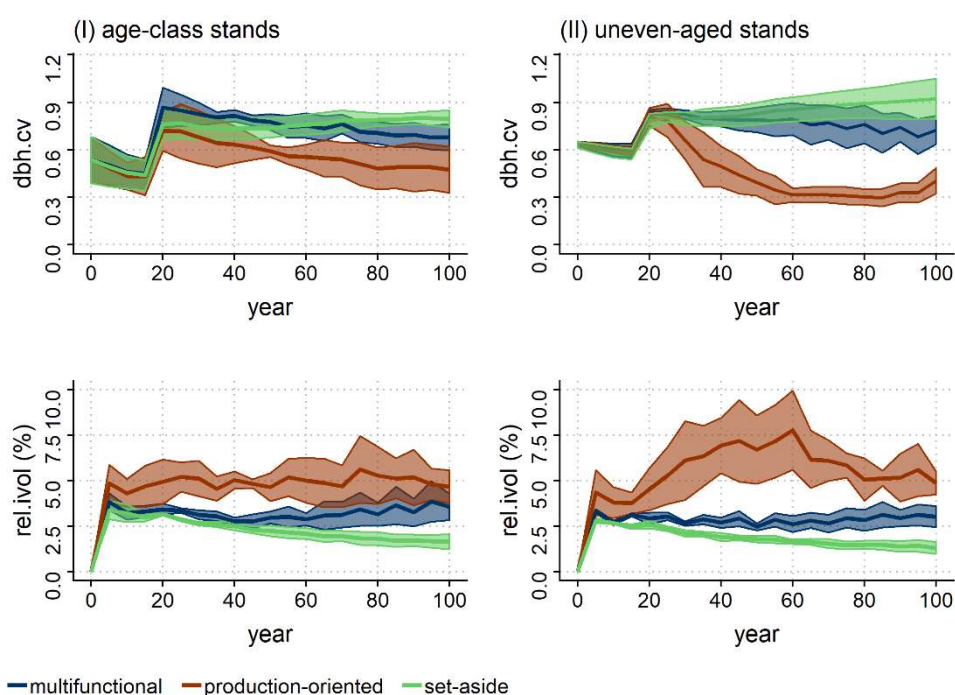 (I) age-class stands
(II) uneven-aged stands
dbh.cv
0.0 0.3 0.6 0.9 1.2
0 20 40 60 80 100
year
dbh.cv
0.0 0.3 0.6 0.9 1.2
0 20 40 60 80 100
year
rel.ivol (%)
0.0 2.5 5.0 7.5 10.0
0 20 40 60 80 100
year
rel.ivol (%)
0.0 2.5 5.0 7.5 10.0
0 20 40 60 80 100
year
multifunctional production-oriented set-aside